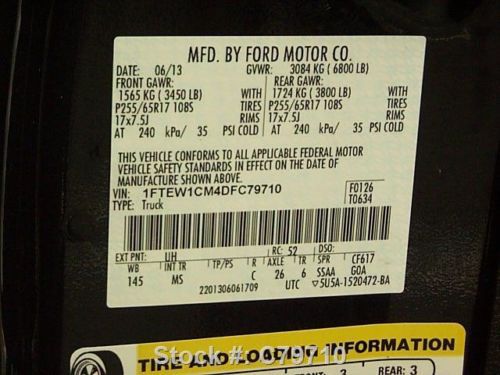 MFD. BY FORD MOTOR CO.
DATE: 06/13 GVWR: 3084 KG ( 6800 LB)
FRONT GAWR: REAR GAWR:
1565 KG ( 3450 LB) WITH 1724 KG ( 3800 LB) WITH
P255/65R17 108S TIRES P255/65R17 108S TIRES
17x7.5J RIMS 17x7.5J RIMS
AT 240 kPa/ 35 PSI COLD AT 240 kPa/ 35 PSI COLD
THIS VEHICLE CONFORMS TO ALL APPLICABLE FEDERAL MOTOR
VEHICLE SAFETY STANDARDS IN EFFECT ON THE DATE OF
MANUFACTURE SHOWN ABOVE.
VIN: 1FTEW1CM4DFC79710 F0126
TYPE: Truck T0634
EXT PNT: UH RC: 52 DSO:
WB INT TR TP/PS R AXLE TR SPR CF617
145 MS C 26 6 SSAA GOA
2201306061709 UTC ▽5U5A-1520472-BA
TIRE AND LOADING INFORMATION
Stock #: C79710
FRONT: 3 REAR: 3